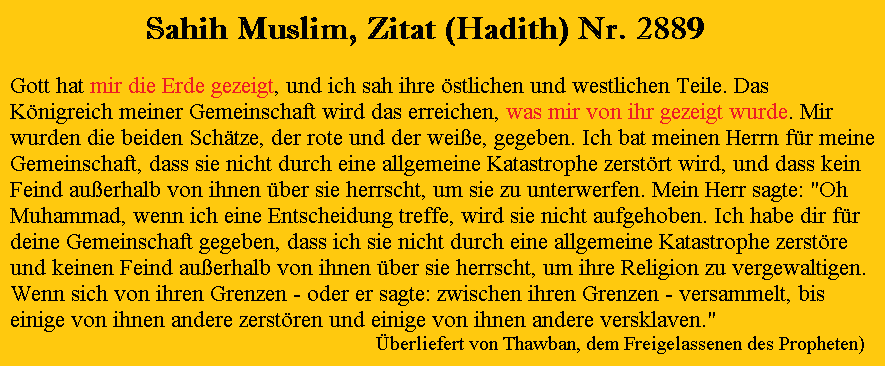 Sahih Muslim, Zitat (Hadith) Nr. 2889
Gott hat mir die Erde gezeigt, und ich sah ihre östlichen und westlichen Teile. Das
Königreich meiner Gemeinschaft wird das erreichen, was mir von ihr gezeigt wurde. Mir
wurden die beiden Schätze, der rote und der weiße, gegeben. Ich bat meinen Herrn für meine
Gemeinschaft, dass sie nicht durch eine allgemeine Katastrophe zerstört wird, und dass kein
Feind außerhalb von ihnen über sie herrscht, um sie zu unterwerfen. Mein Herr sagte: "Oh
Muhammad, wenn ich eine Entscheidung treffe, wird sie nicht aufgehoben. Ich habe dir für
deine Gemeinschaft gegeben, dass ich sie nicht durch eine allgemeine Katastrophe zerstöre
und keinen Feind außerhalb von ihnen über sie herrscht, um ihre Religion zu vergewaltigen.
Wenn sich von ihren Grenzen - oder er sagte: zwischen ihren Grenzen - versammelt, bis
einige von ihnen andere zerstören und einige von ihnen andere versklaven."
Überliefert von Thawban, dem Freigelassenen des Propheten)